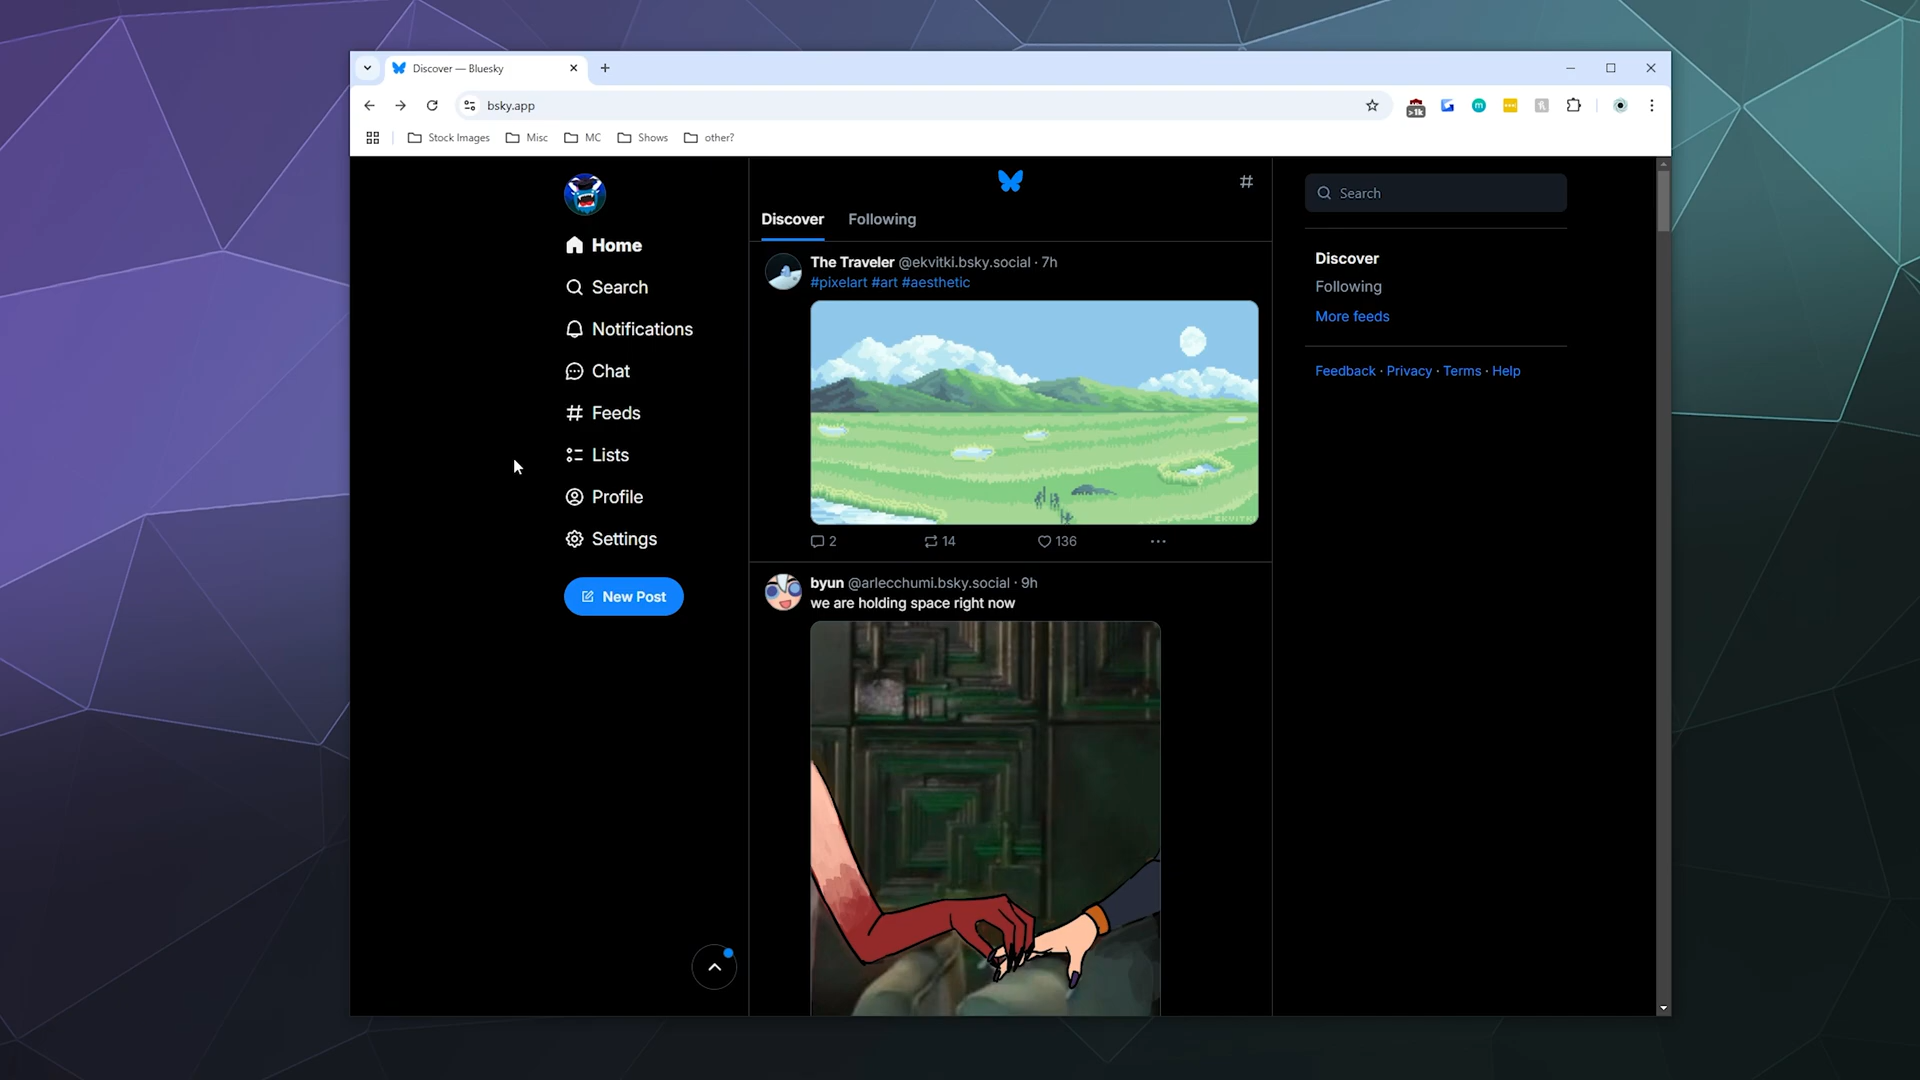 Discover — Bluesky
bsky.app
>1k
m
Stock Images
Misc
MC
Shows
other?
Home
Search
Notifications
Chat
Feeds
Lists
Profile
Settings
New Post
Discover Following
The Traveler @ekvitki.bsky.social · 7h
#pixelart #art #aesthetic
EKVITKI
2 14 136
byun @arlecchumi.bsky.social · 9h
we are holding space right now
Search
Discover
Following
More feeds
Feedback · Privacy · Terms · Help